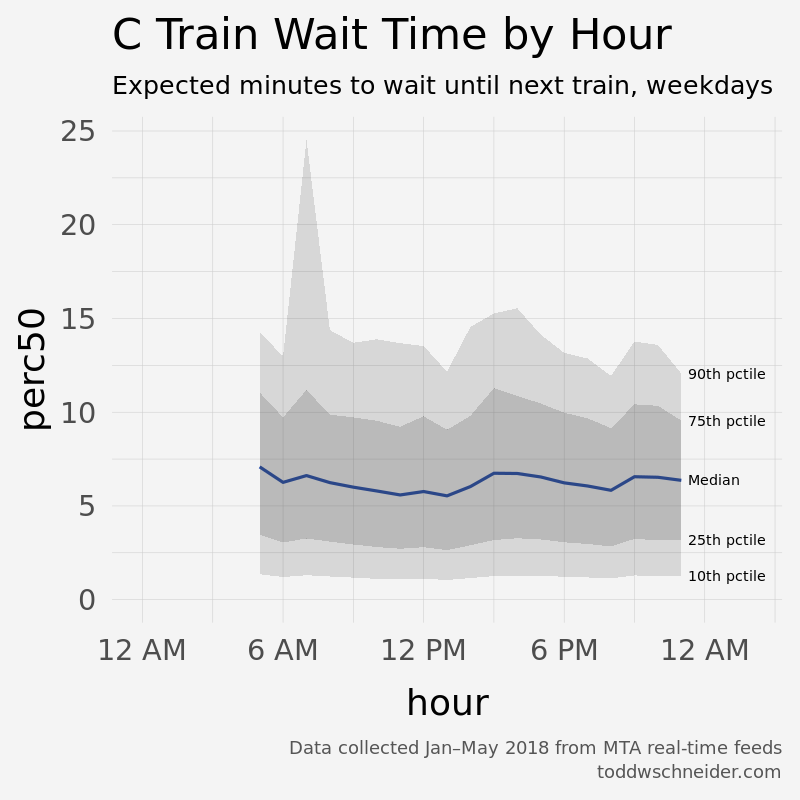 C Train Wait Time by Hour
Expected minutes to wait until next train, weekdays
25
20
15
10
5
0
perc50
90th pctile
75th pctile
Median
25th pctile
10th pctile
12 AM 6 AM 12 PM 6 PM 12 AM
hour
Data collected Jan–May 2018 from MTA real-time feeds
toddwschneider.com